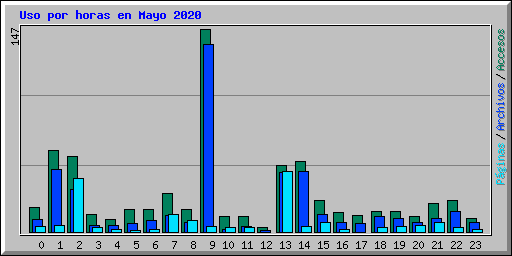 Uso por horas en Mayo 2020
147
Páginas / Archivos / Accesos
0 1 2 3 4 5 6 7 8 9 10 11 12 13 14 15 16 17 18 19 20 21 22 23